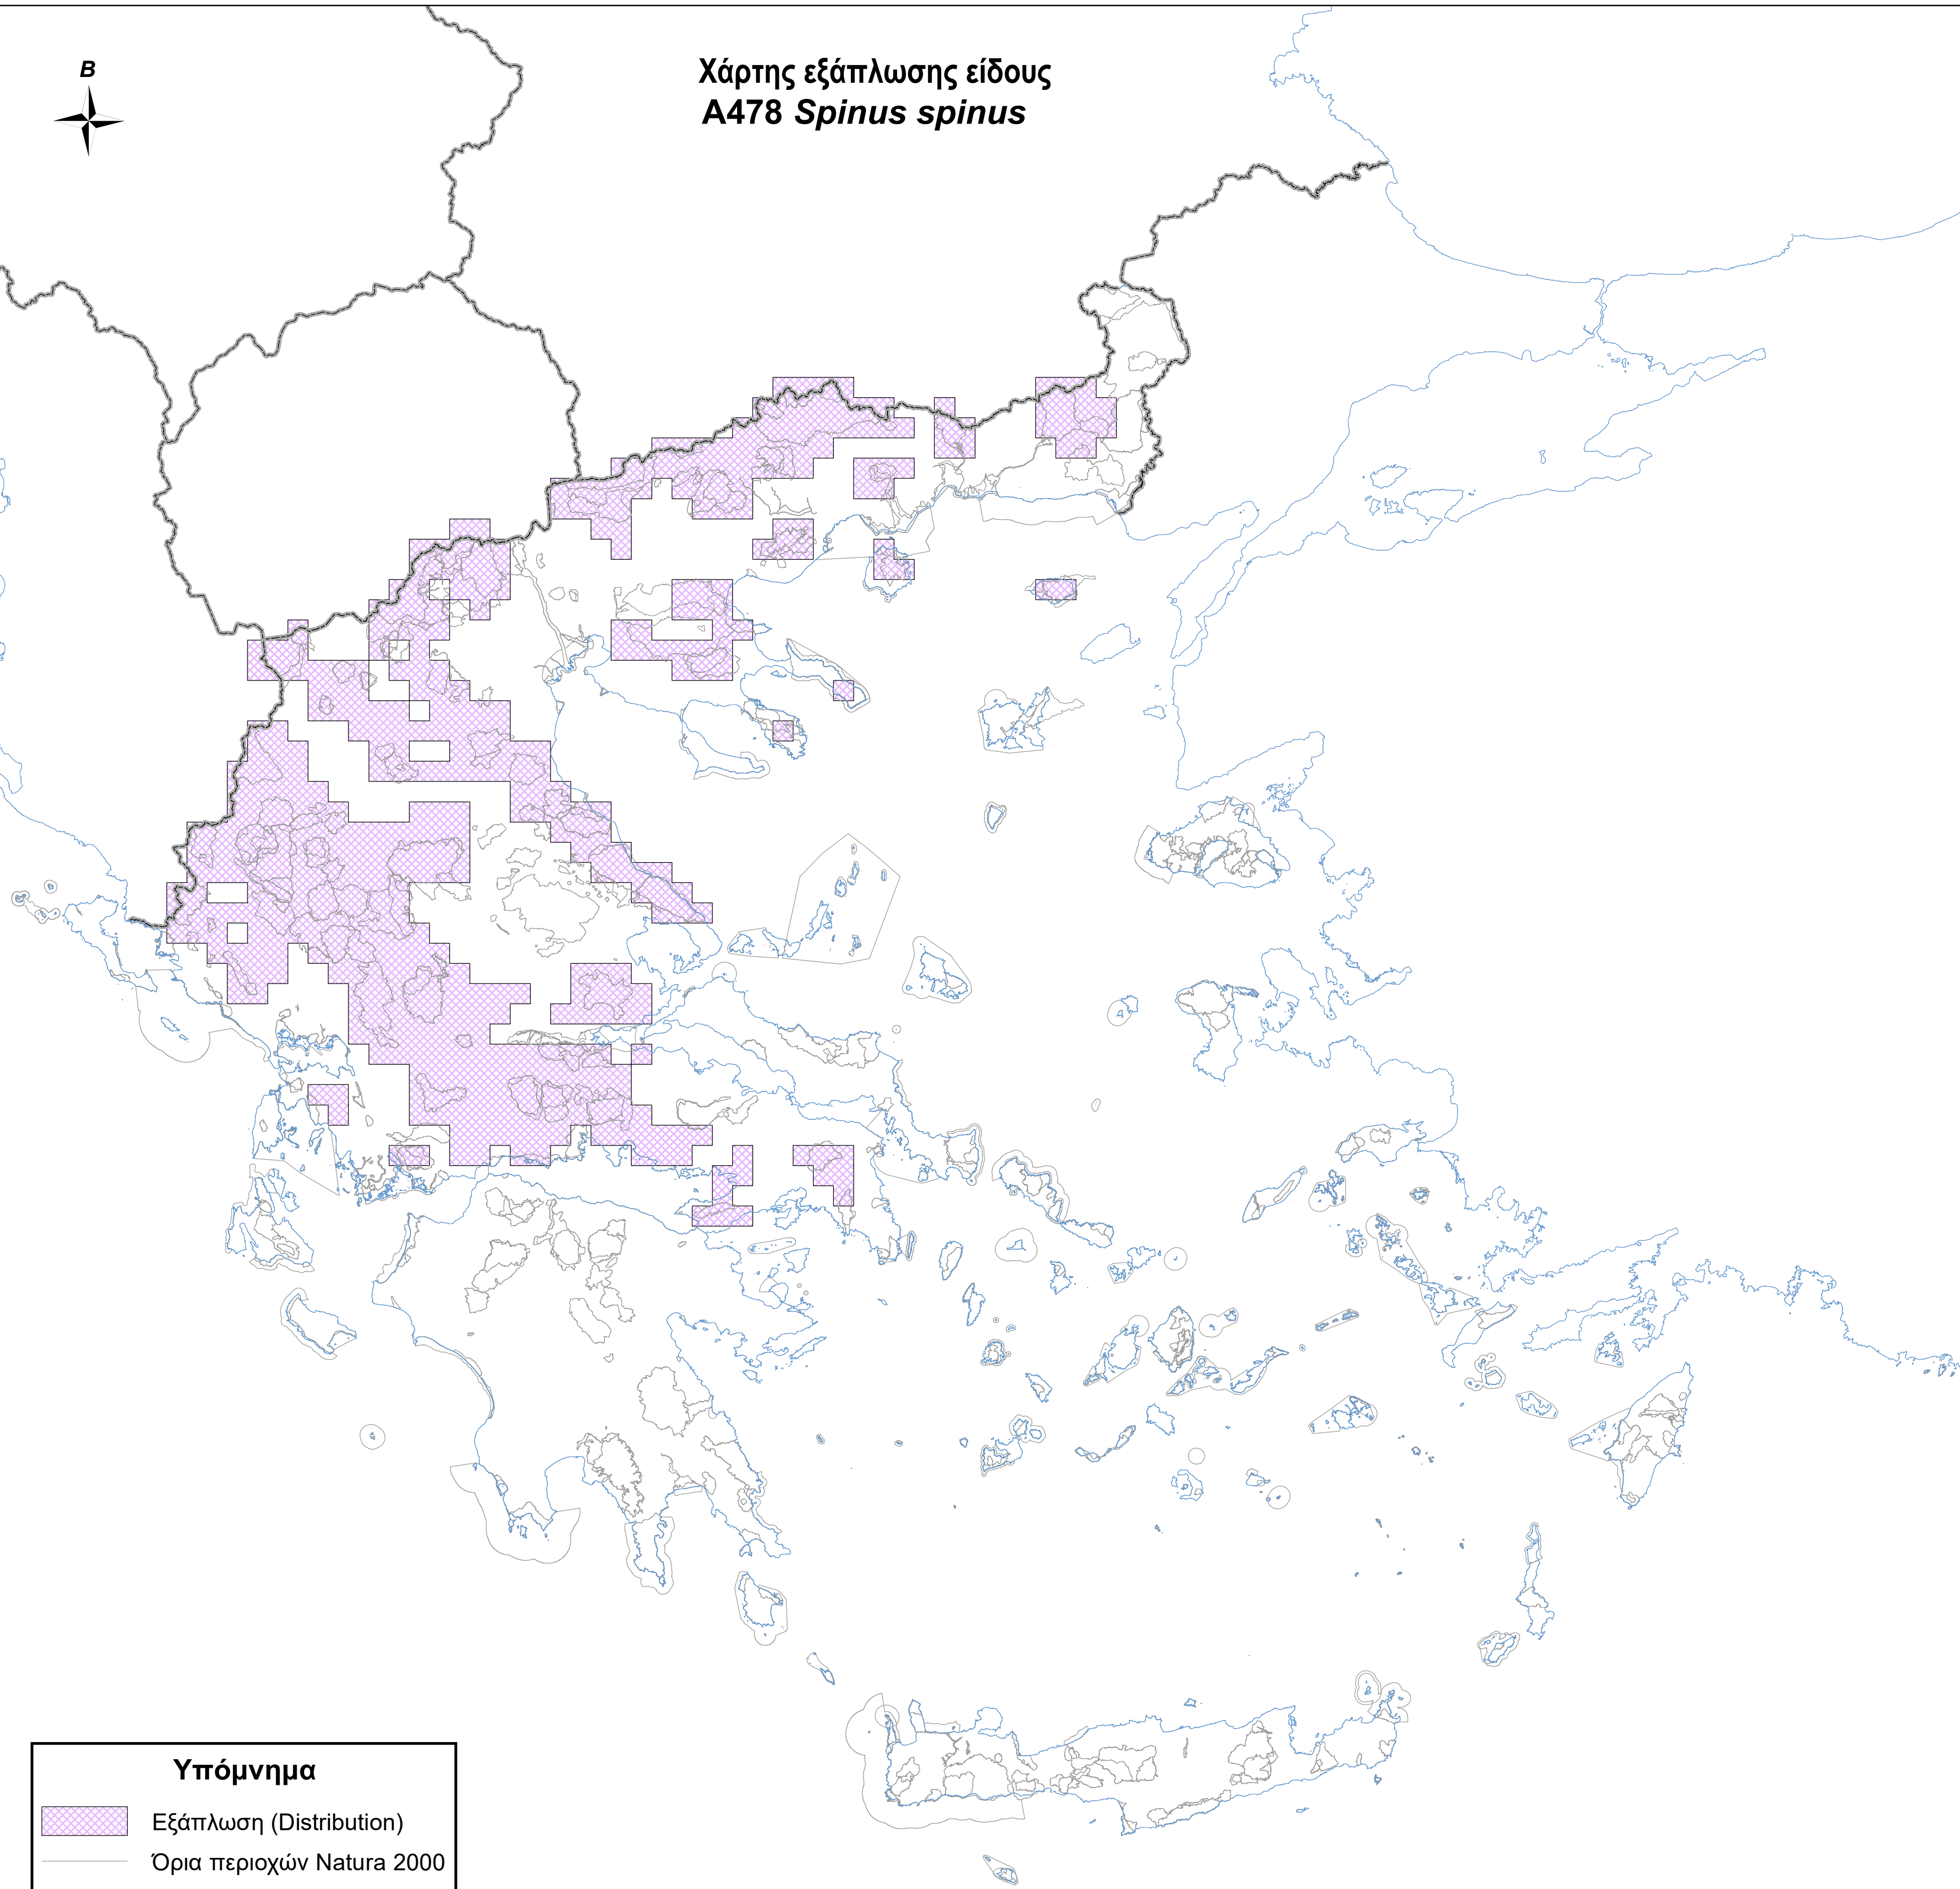 B
Χάρτης εξάπλωσης είδους
A478 Spinus spinus
Υπόμνημα
Εξάπλωση (Distribution)
Όρια περιοχών Natura 2000